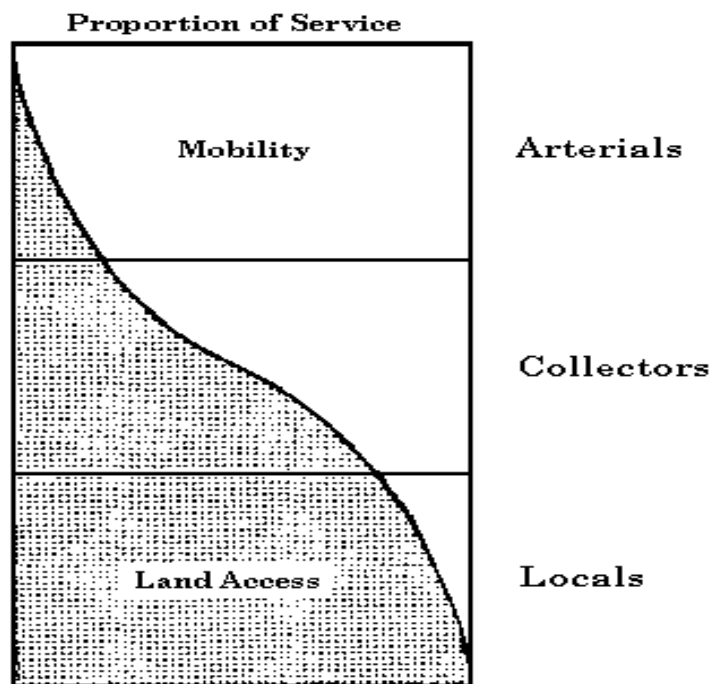 Proportion of Service
Mobility
Arterials
Collectors
Land Access
Locals